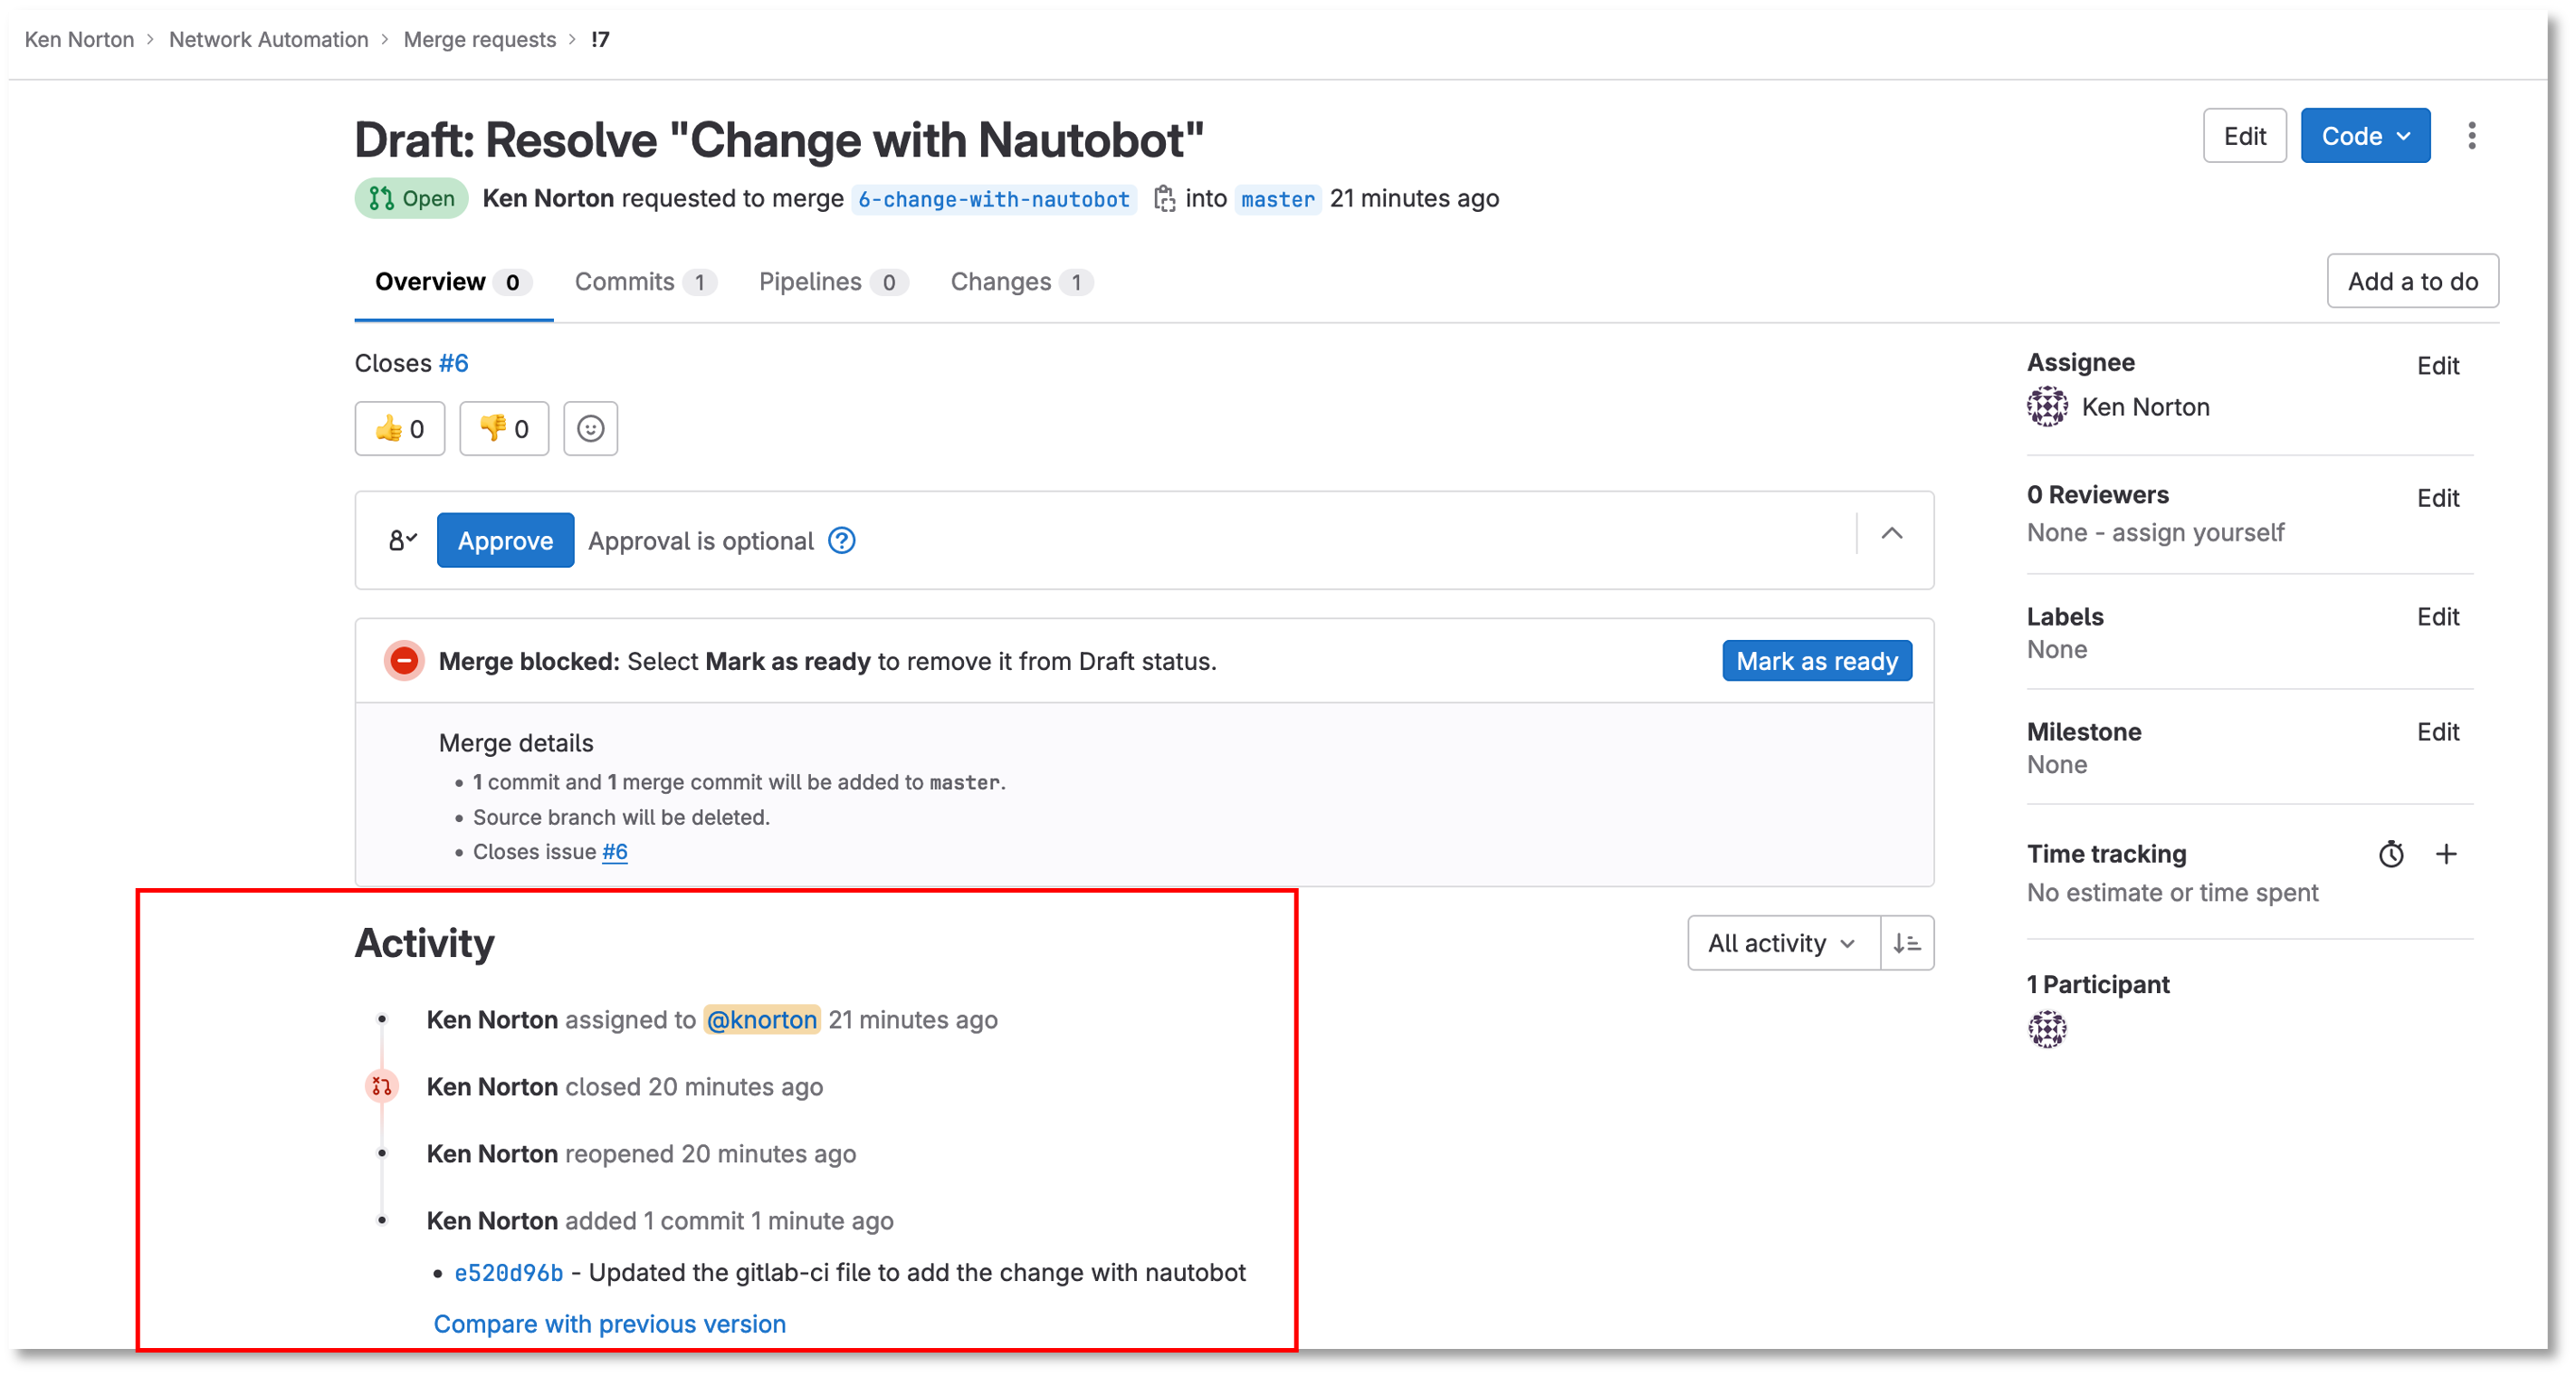 Ken Norton > Network Automation > Merge requests > !7
Draft: Resolve "Change with Nautobot"
Edit
Code
Open Ken Norton requested to merge 6-change-with-nautobot into master 21 minutes ago
Overview 0 Commits 1 Pipelines 0 Changes 1
Add a to do
Closes #6
👍 0 👎 0
Approve Approval is optional
Merge blocked: Select Mark as ready to remove it from Draft status.
Mark as ready
Merge details
• 1 commit and 1 merge commit will be added to master.
• Source branch will be deleted.
• Closes issue #6
Activity
All activity
Ken Norton assigned to @knorton 21 minutes ago
Ken Norton closed 20 minutes ago
Ken Norton reopened 20 minutes ago
Ken Norton added 1 commit 1 minute ago
• e520d96b - Updated the gitlab-ci file to add the change with nautobot
Compare with previous version
Assignee Edit
Ken Norton
0 Reviewers Edit
None - assign yourself
Labels Edit
None
Milestone Edit
None
Time tracking +
No estimate or time spent
1 Participant